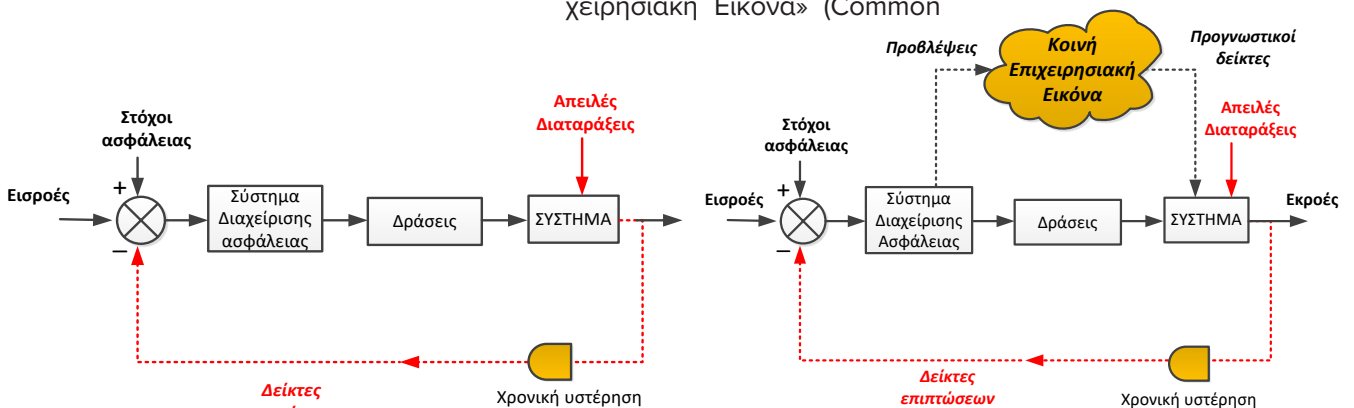 χειρησιακή Εικόνα» (Common
Στόχοι
ασφάλειας
Απειλές
Διαταράξεις
Εισροές
+
Σύστημα
Διαχείρισης
ασφάλειας
Δράσεις
ΣΥΣΤΗΜΑ
−
Δείκτες
Χρονική υστέρηση
Προβλέψεις
Κοινή
Επιχειρησιακή
Εικόνα
Προγνωστικοί
δείκτες
Στόχοι
ασφάλειας
Απειλές
Διαταράξεις
Εισροές
+
Σύστημα
Διαχείρισης
Ασφάλειας
Δράσεις
ΣΥΣΤΗΜΑ
Εκροές
−
Δείκτες
επιπτώσεων
Χρονική υστέρηση